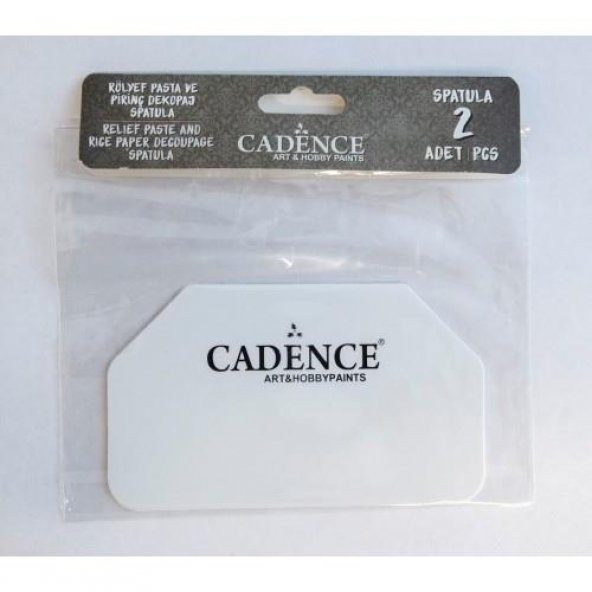 RÖLYEF PASTA VE
PİRİNÇ DEKOPAJ
SPATULA
RELIEF PASTE AND
RICE PAPER DECOUPAGE
SPATULA
CADENCE
ART & HOBBY PAINTS
SPATULA
2
ADET PCS
CADENCE®
ART&HOBBYPAINTS